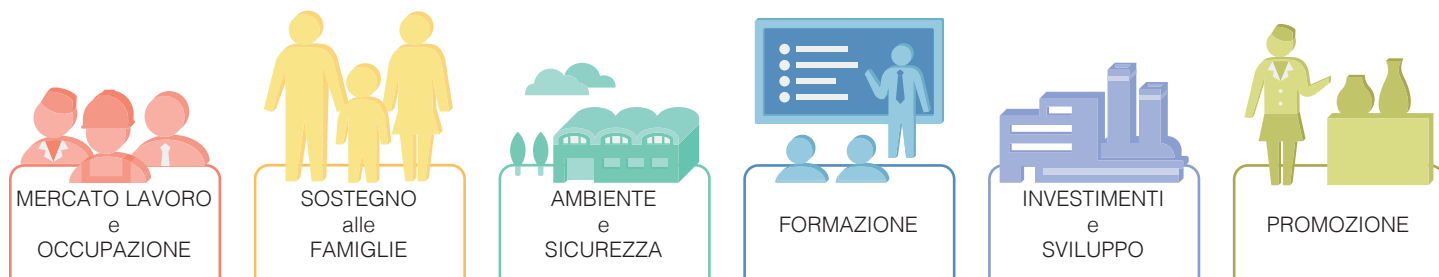 MERCATO LAVORO
e
OCCUPAZIONE
SOSTEGNO
alle
FAMIGLIE
AMBIENTE
e
SICUREZZA
FORMAZIONE
INVESTIMENTI
e
SVILUPPO
PROMOZIONE